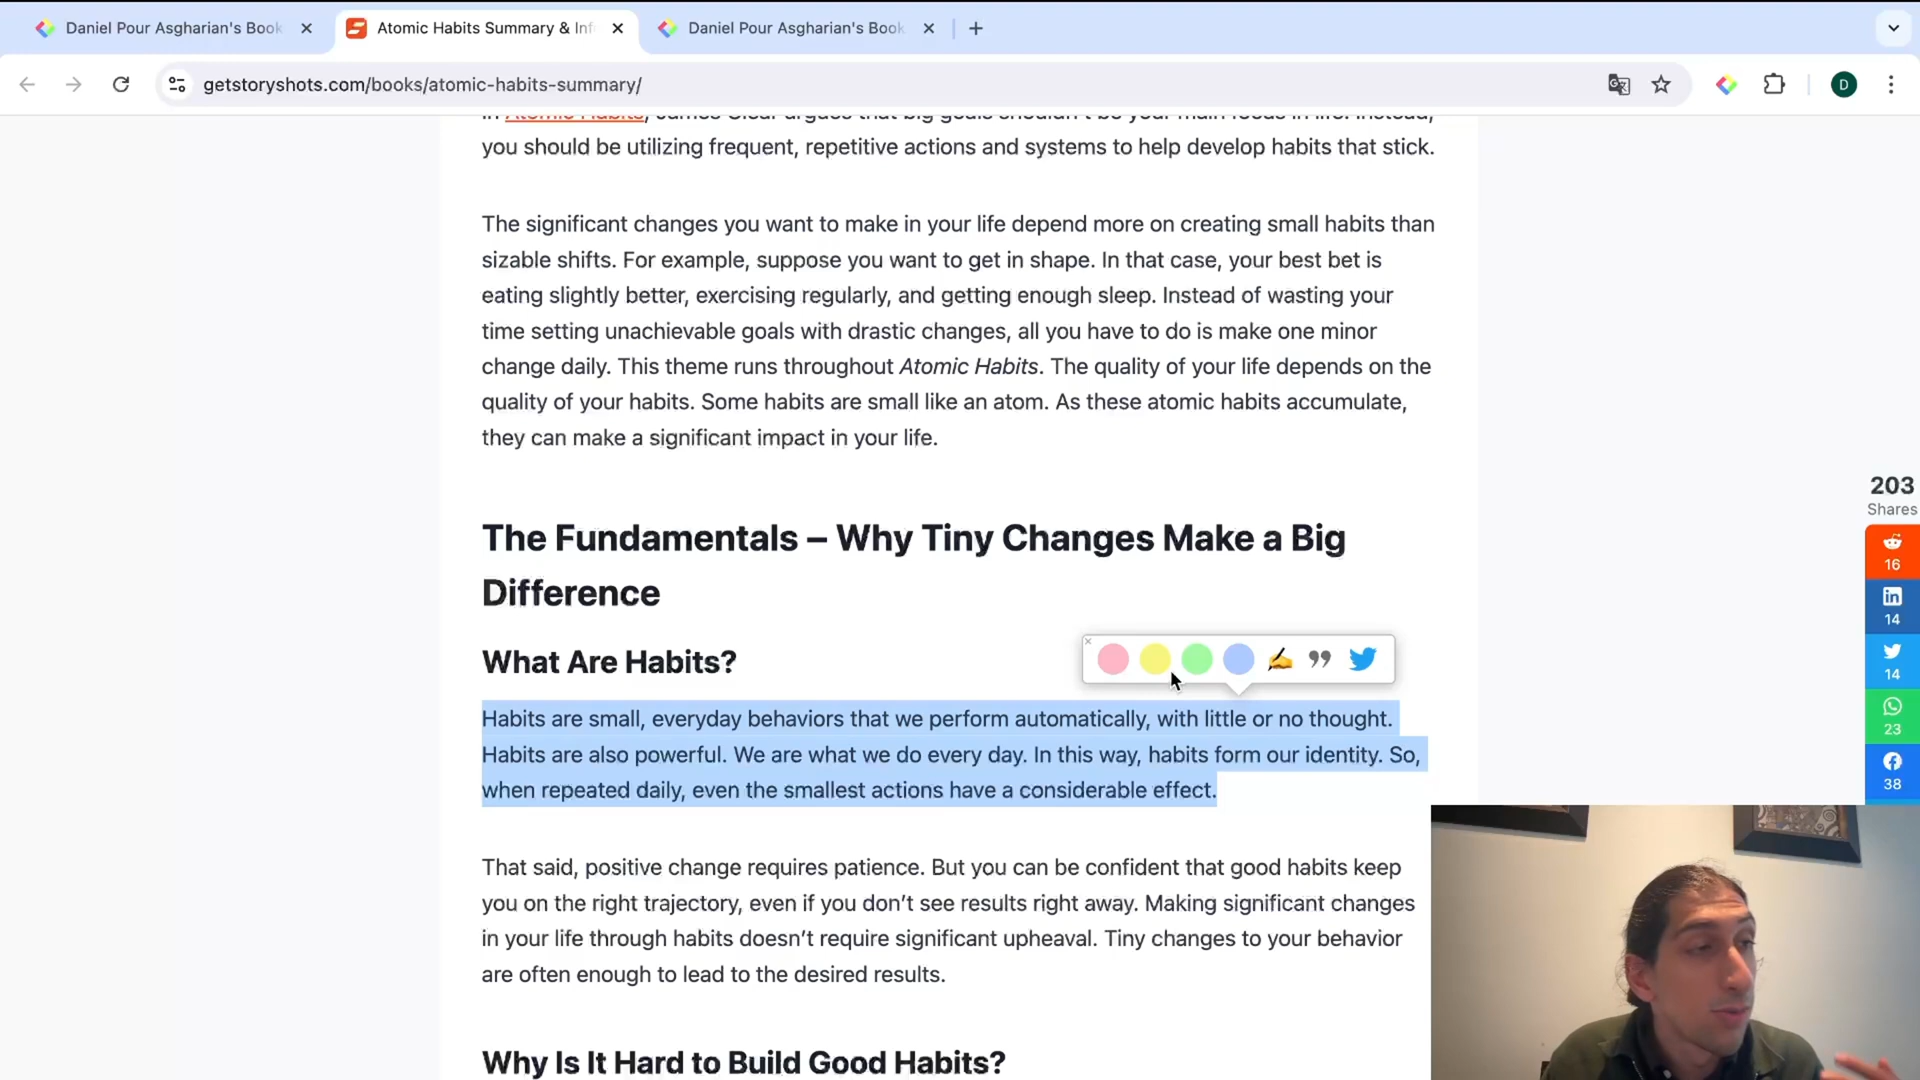 Daniel Pour Asgharian's Book
Atomic Habits Summary & Inf
Daniel Pour Asgharian's Book
getstoryshots.com/books/atomic-habits-summary/
D
In Atomic Habits, James Clear argues that big goals shouldn't be your main focus in life. Instead,
you should be utilizing frequent, repetitive actions and systems to help develop habits that stick.
The significant changes you want to make in your life depend more on creating small habits than
sizable shifts. For example, suppose you want to get in shape. In that case, your best bet is
eating slightly better, exercising regularly, and getting enough sleep. Instead of wasting your
time setting unachievable goals with drastic changes, all you have to do is make one minor
change daily. This theme runs throughout Atomic Habits. The quality of your life depends on the
quality of your habits. Some habits are small like an atom. As these atomic habits accumulate,
they can make a significant impact in your life.
The Fundamentals – Why Tiny Changes Make a Big
Difference
What Are Habits?
Habits are small, everyday behaviors that we perform automatically, with little or no thought.
Habits are also powerful. We are what we do every day. In this way, habits form our identity. So,
when repeated daily, even the smallest actions have a considerable effect.
That said, positive change requires patience. But you can be confident that good habits keep
you on the right trajectory, even if you don't see results right away. Making significant changes
in your life through habits doesn't require significant upheaval. Tiny changes to your behavior
are often enough to lead to the desired results.
Why Is It Hard to Build Good Habits?
203
Shares
16
14
14
23
38